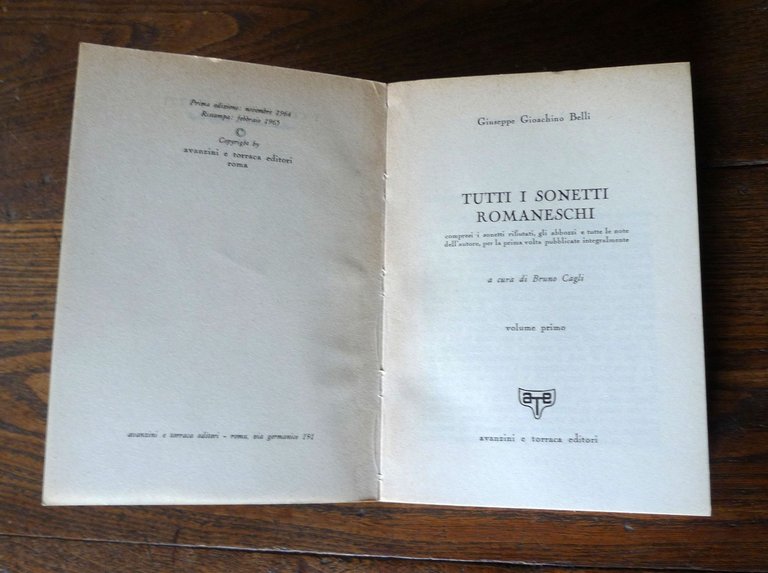 Prima edizione: novembre 1964
Ristampa: febbraio 1965
©
Copyright by
avanzini e torraca editori
roma
avanzini e torraca editori - roma, via germanico 151
Giuseppe Gioachino Belli
TUTTI I SONETTI
ROMANESCHI
compresi i sonetti rifiutati, gli abbozzi e tutte le note
dell'autore, per la prima volta pubblicate integralmente
a cura di Bruno Cagli
volume primo
aTe
avanzini e torraca editori